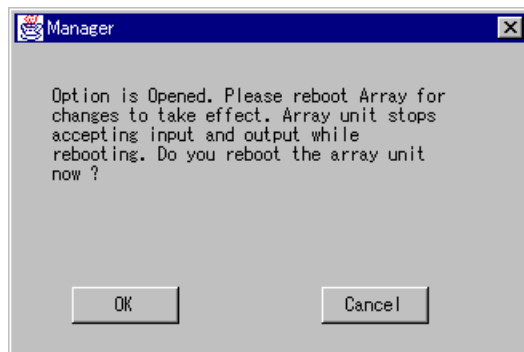 Manager
Option is Opened. Please reboot Array for
changes to take effect. Array unit stops
accepting input and output while
rebooting. Do you reboot the array unit
now ?
OK Cancel